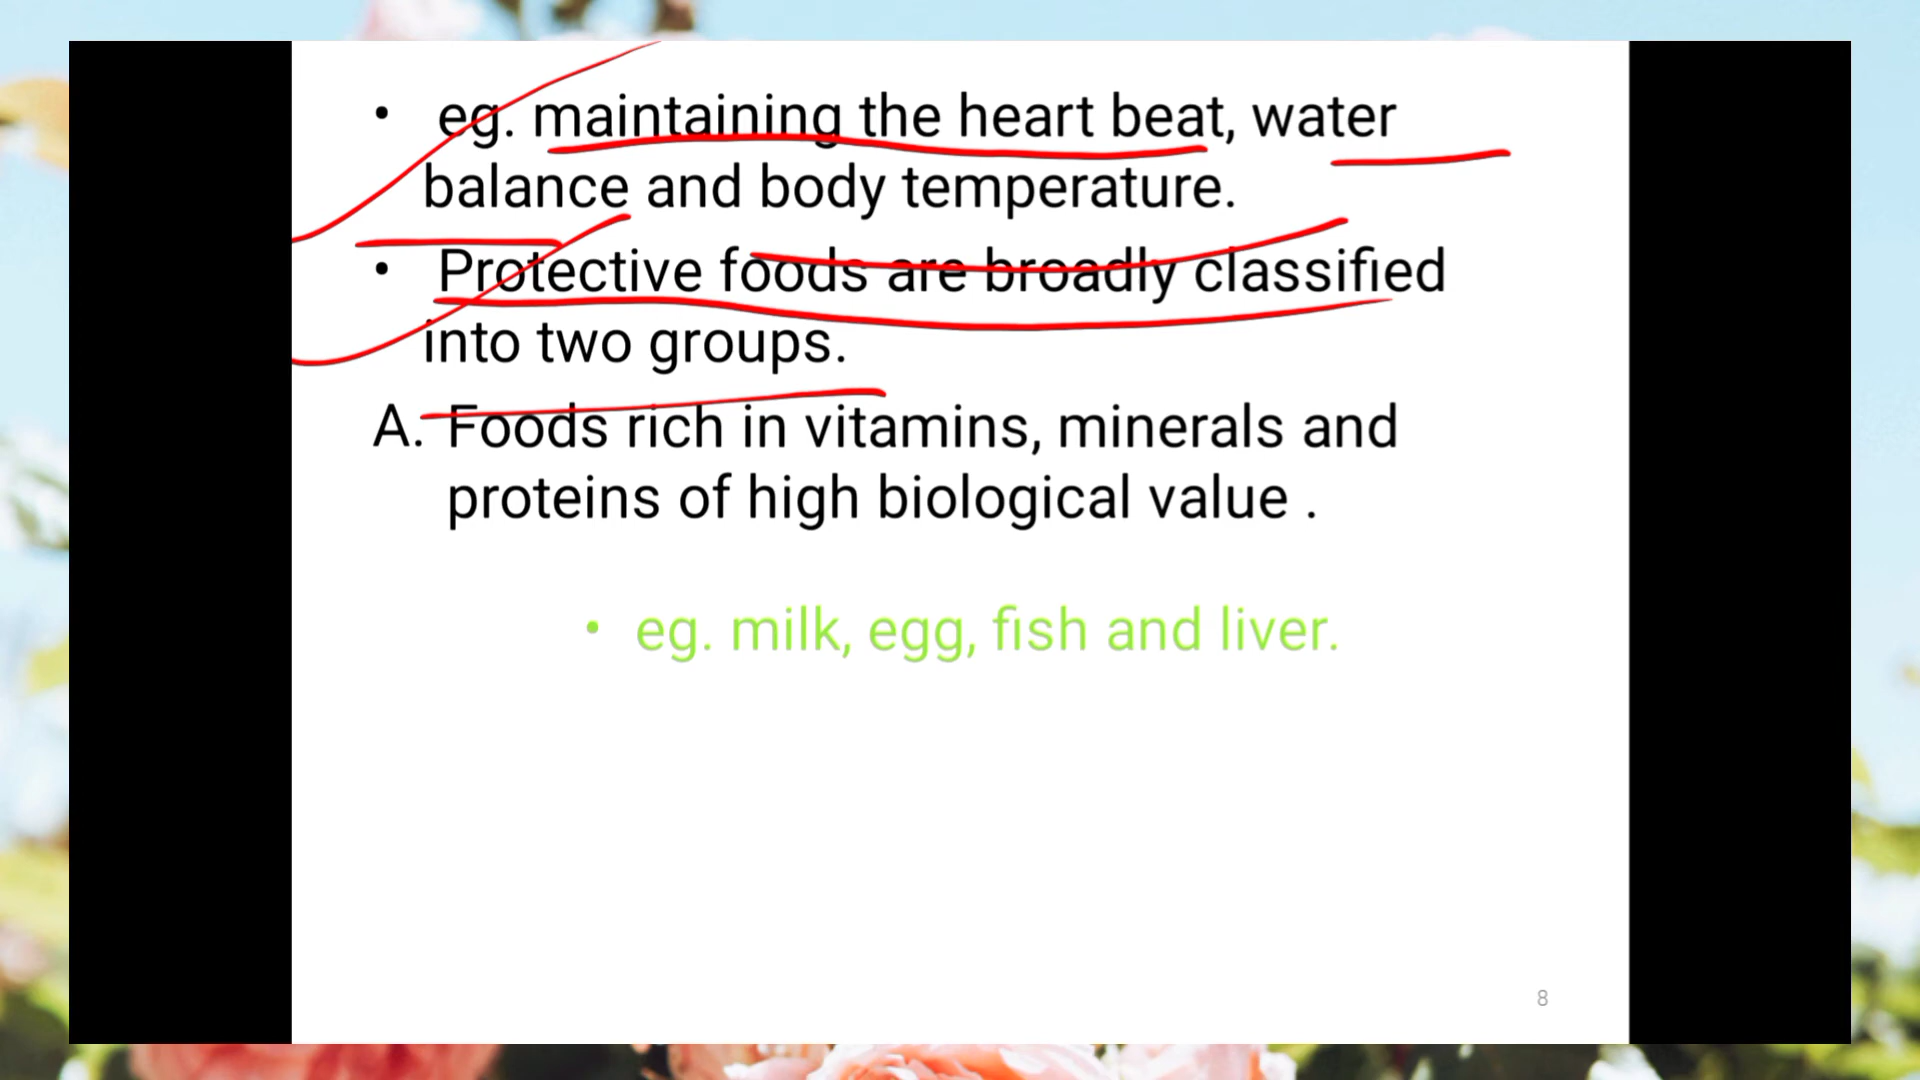 • eg. maintaining the heart beat, water
balance and body temperature.
• Protective foods are broadly classified
into two groups.
A. Foods rich in vitamins, minerals and
proteins of high biological value .
• eg. milk, egg, fish and liver.
8